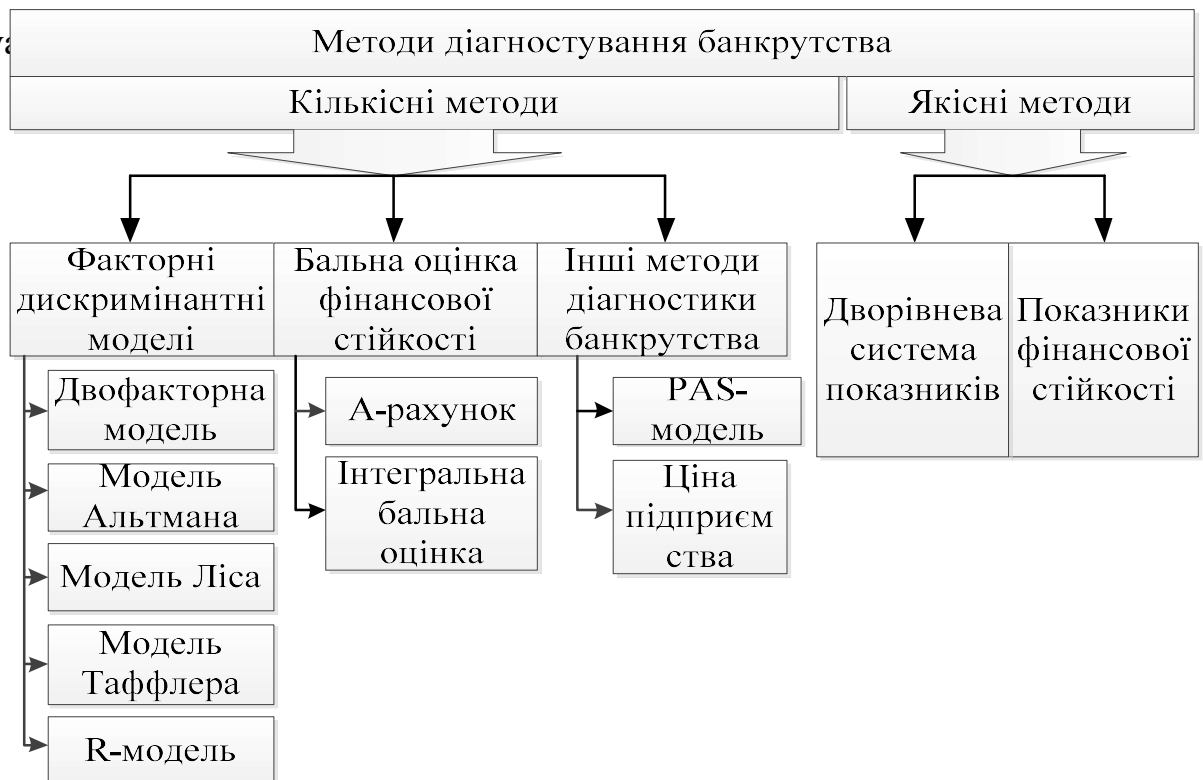 Методи діагностування банкрутства
Кількісні методи
Якісні методи
Факторні
дискримінантні
моделі
Бальна оцінка
фінансової
стійкості
Інші методи
діагностики
банкрутства
Дворівнева
система
показників
Показники
фінансової
стійкості
Двофакторна
модель
Модель
Альтмана
Модель Ліса
Модель
Таффлера
R-модель
А-рахунок
Інтегральна
бальна
оцінка
PAS-
модель
Ціна
підприєм
ства